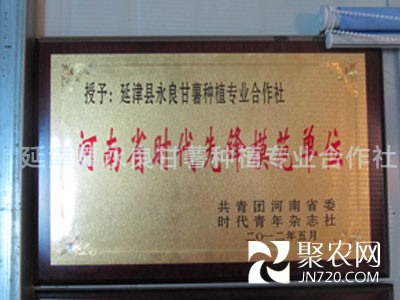 授予：延津县永良甘薯种植专业合作社
河南省时代先锋模范单位
延津县永良甘薯种植专业合作社
共青团河南省委
时代青年杂志社
二〇一二年五月
聚农网
JN720.com